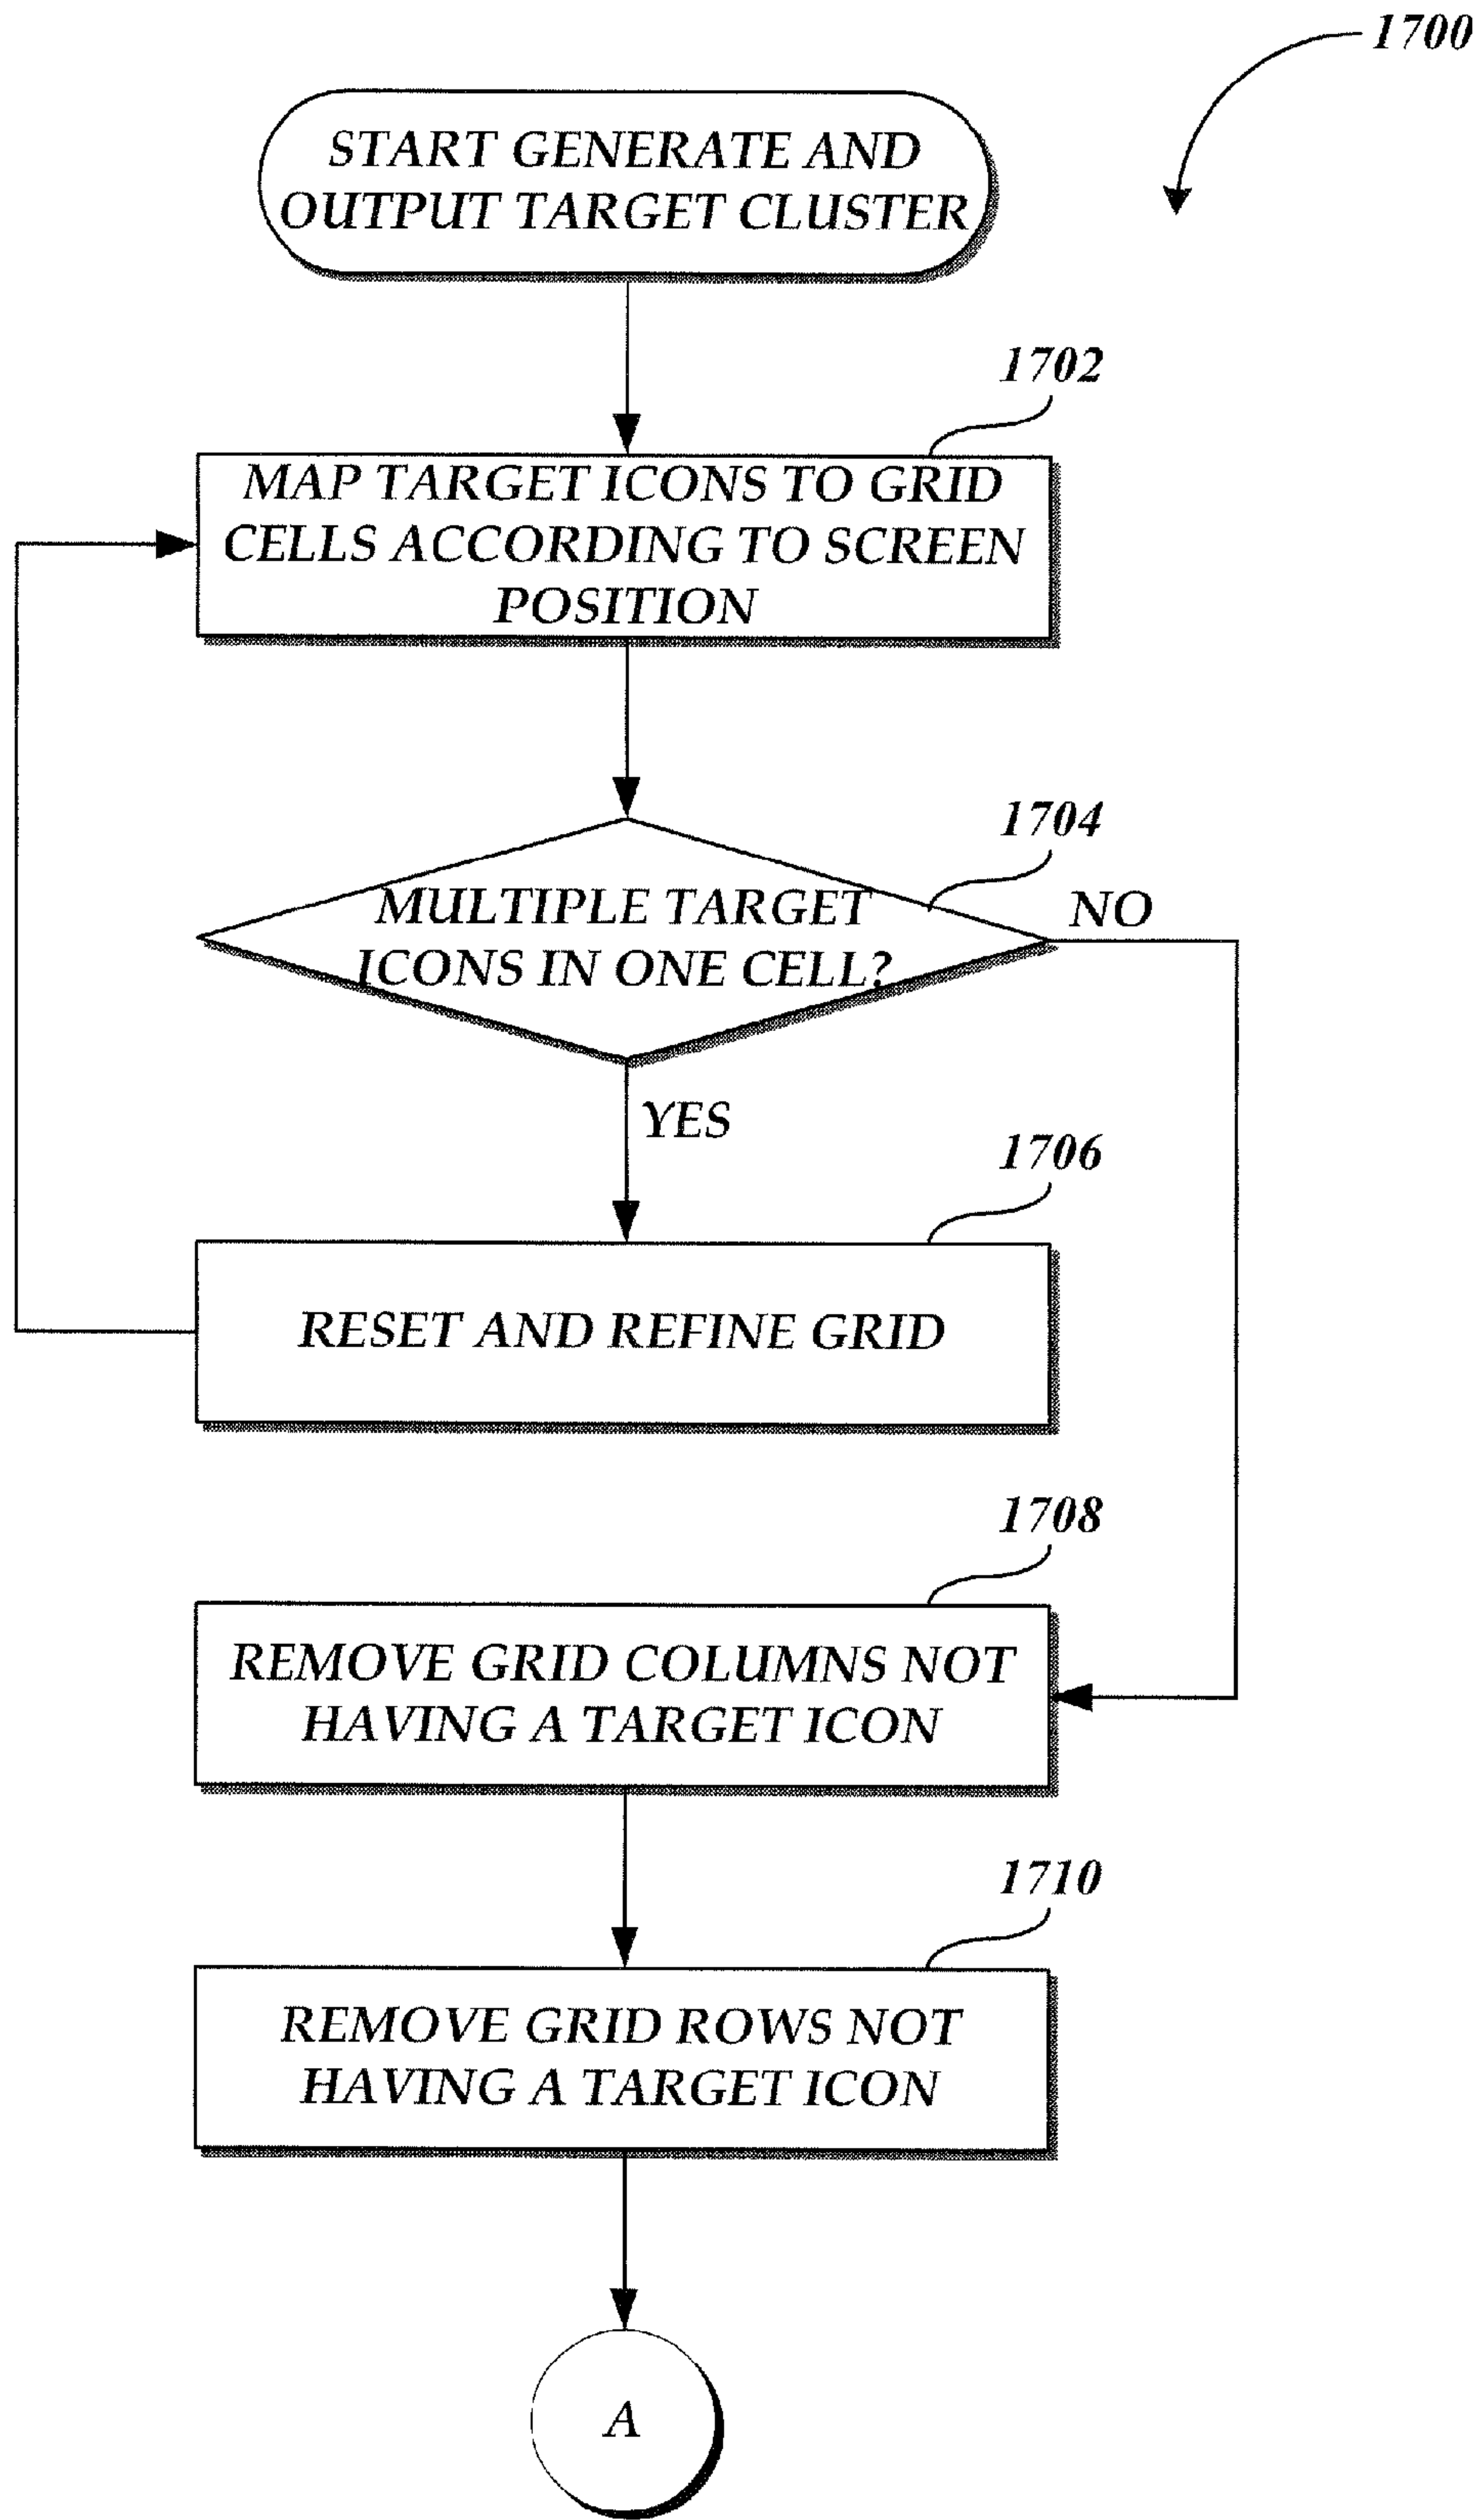 1700
START GENERATE AND
OUTPUT TARGET CLUSTER
1702
MAP TARGET ICONS TO GRID
CELLS ACCORDING TO SCREEN
POSITION
1704
MULTIPLE TARGET
ICONS IN ONE CELL?
NO
YES
1706
RESET AND REFINE GRID
1708
REMOVE GRID COLUMNS NOT
HAVING A TARGET ICON
1710
REMOVE GRID ROWS NOT
HAVING A TARGET ICON
A